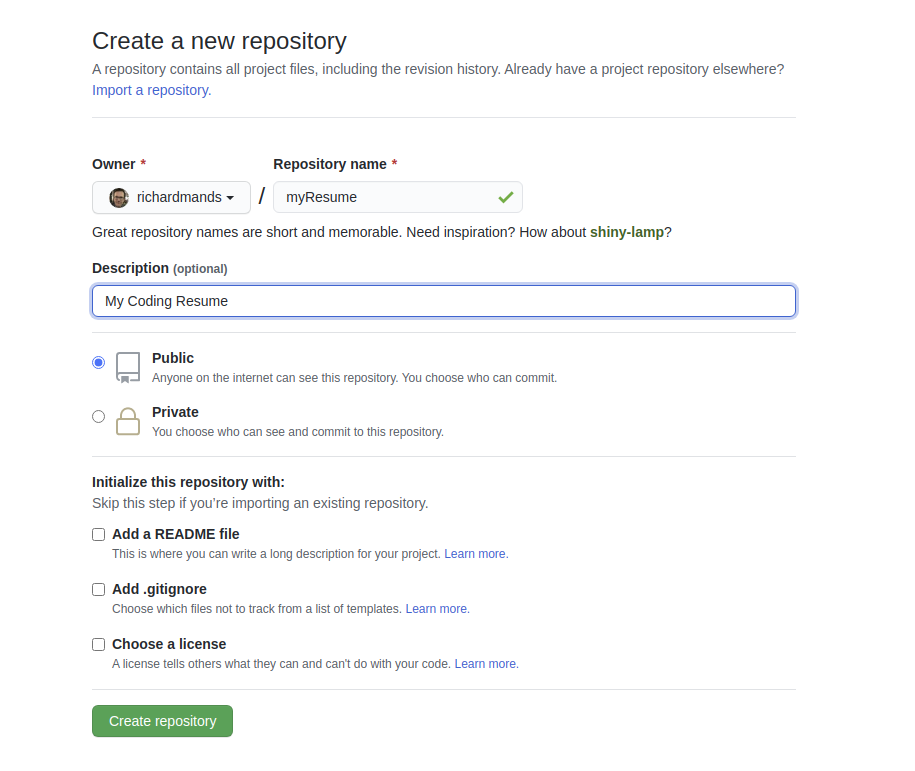 Create a new repository
A repository contains all project files, including the revision history. Already have a project repository elsewhere?
Import a repository.
Owner *
Repository name *
richardmands
/
myResume
Great repository names are short and memorable. Need inspiration? How about shiny-lamp?
Description (optional)
My Coding Resume
Public
Anyone on the internet can see this repository. You choose who can commit.
Private
You choose who can see and commit to this repository.
Initialize this repository with:
Skip this step if you’re importing an existing repository.
Add a README file
This is where you can write a long description for your project. Learn more.
Add .gitignore
Choose which files not to track from a list of templates. Learn more.
Choose a license
A license tells others what they can and can't do with your code. Learn more.
Create repository